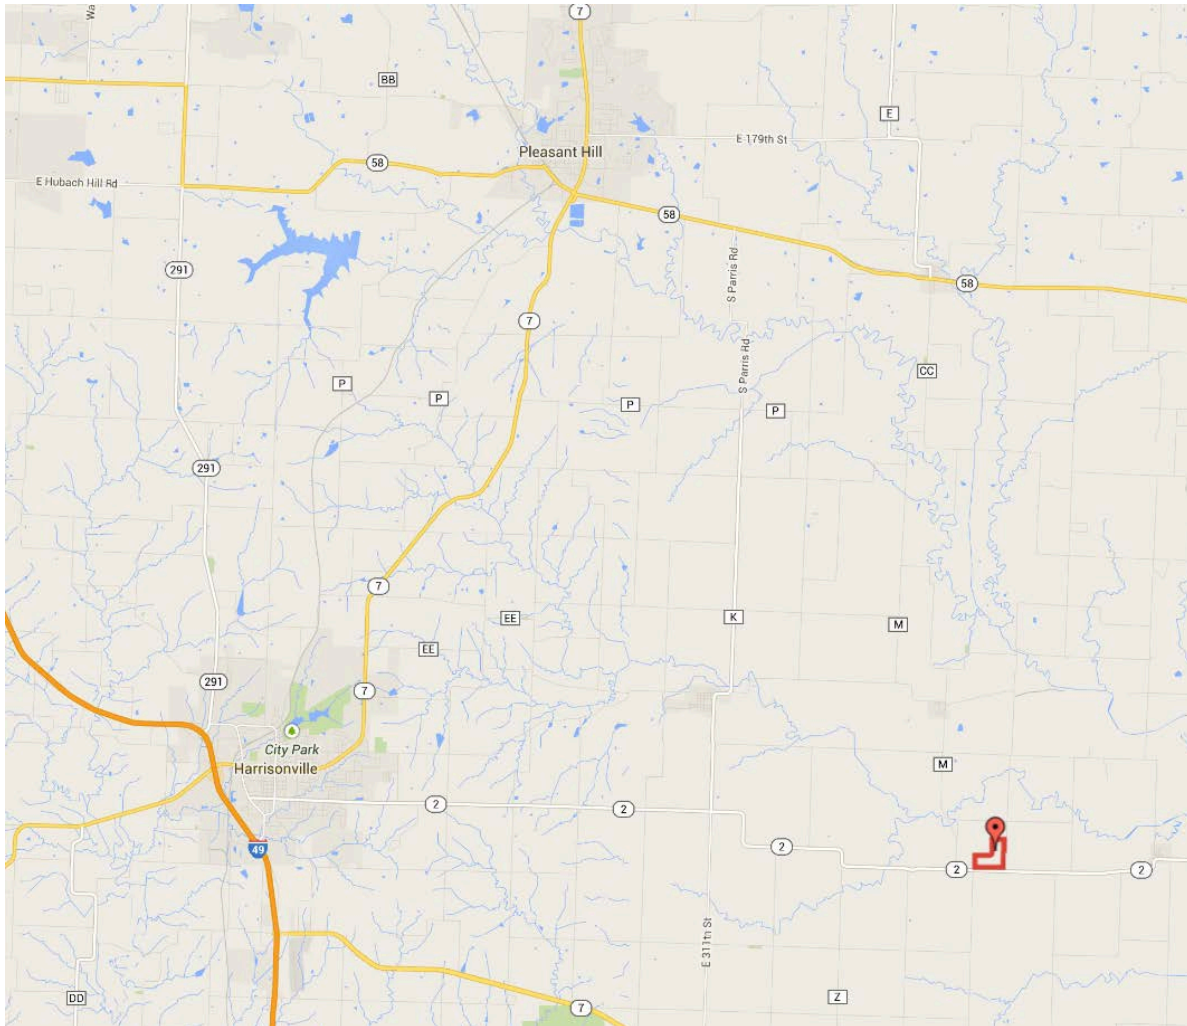 7
Wa
BB
E
E 179th St
Pleasant Hill
58
E Hubach Hill Rd
58
291
S Parris Rd
58
7
S Parris Rd
CC
P
P
P
P
291
7
EE
K
M
EE
291
7
City Park
Harrisonville
M
2
2
2
49
2
2
E 311th St
DD
Z
7